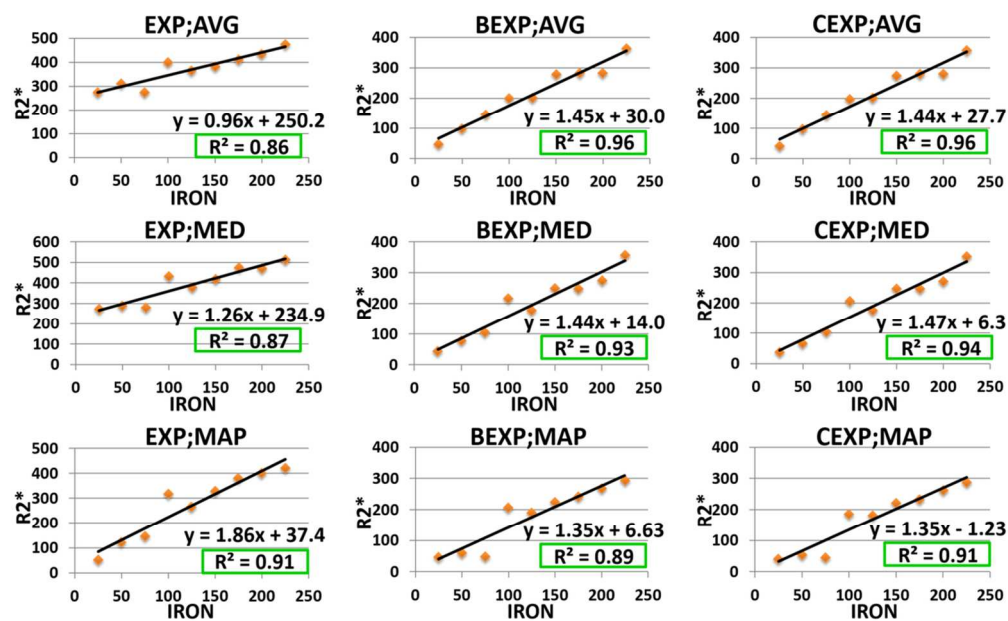 EXP;AVG
R2*
500
400
300
200
100
0
y = 0.96x + 250.2
R² = 0.86
0 50 100 150 200 250
IRON
BEXP;AVG
R2*
400
300
200
100
0
y = 1.45x + 30.0
R² = 0.96
0 50 100 150 200 250
IRON
CEXP;AVG
R2*
400
300
200
100
0
y = 1.44x + 27.7
R² = 0.96
0 50 100 150 200 250
IRON
EXP;MED
R2*
600
500
400
300
200
100
0
y = 1.26x + 234.9
R² = 0.87
0 50 100 150 200 250
IRON
BEXP;MED
R2*
400
300
200
100
0
y = 1.44x + 14.0
R² = 0.93
0 50 100 150 200 250
IRON
CEXP;MED
R2*
400
300
200
100
0
y = 1.47x + 6.3
R² = 0.94
0 50 100 150 200 250
IRON
EXP;MAP
R2*
500
400
300
200
100
0
y = 1.86x + 37.4
R² = 0.91
0 50 100 150 200 250
IRON
BEXP;MAP
R2*
400
300
200
100
0
y = 1.35x + 6.63
R² = 0.89
0 50 100 150 200 250
IRON
CEXP;MAP
R2*
400
300
200
100
0
y = 1.35x - 1.23
R² = 0.91
0 50 100 150 200 250
IRON